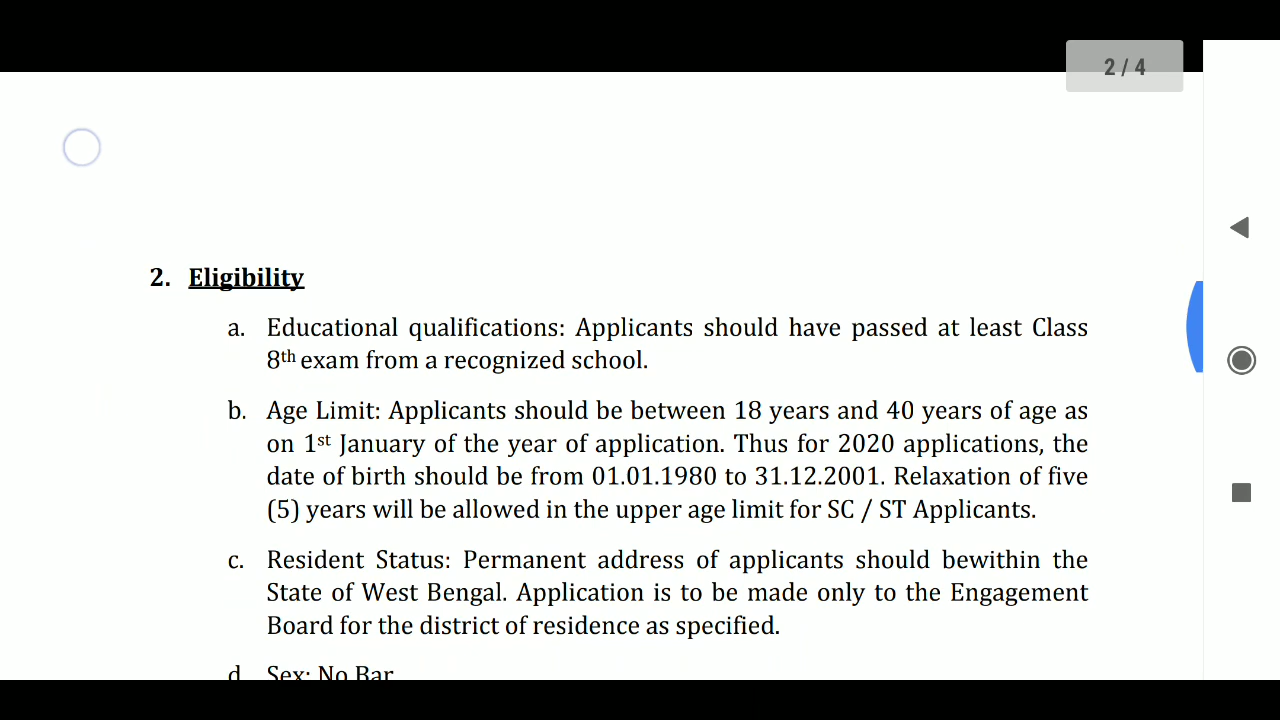 2 / 4
2. Eligibility
a. Educational qualifications: Applicants should have passed at least Class
8th exam from a recognized school.
b. Age Limit: Applicants should be between 18 years and 40 years of age as
on 1st January of the year of application. Thus for 2020 applications, the
date of birth should be from 01.01.1980 to 31.12.2001. Relaxation of five
(5) years will be allowed in the upper age limit for SC / ST Applicants.
c. Resident Status: Permanent address of applicants should bewithin the
State of West Bengal. Application is to be made only to the Engagement
Board for the district of residence as specified.
d. Sex: No Bar